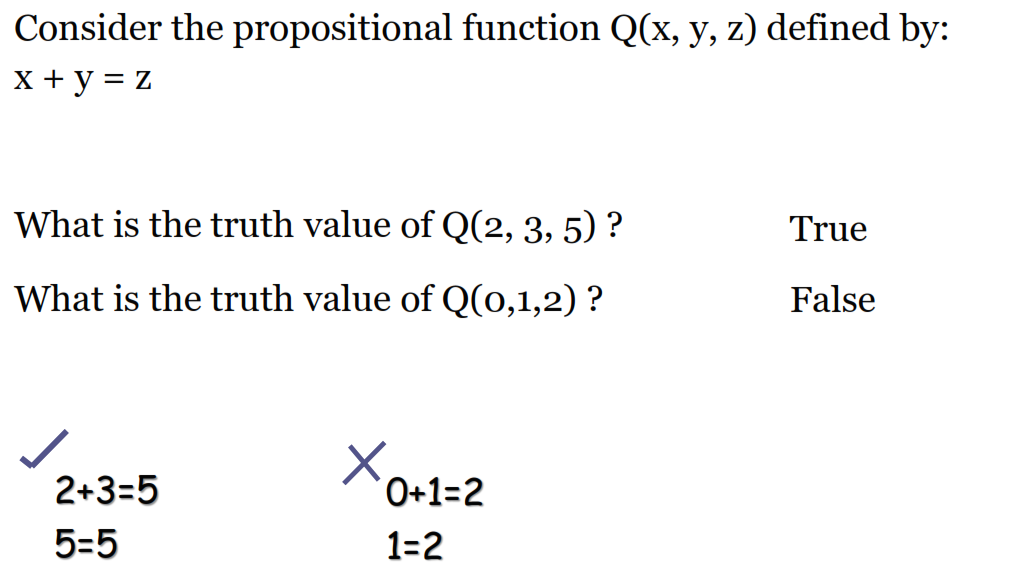 Consider the propositional function Q(x, y, z) defined by:
x + y = z
What is the truth value of Q(2, 3, 5) ? True
What is the truth value of Q(0,1,2) ? False
2+3=5 0+1=2
5=5 1=2